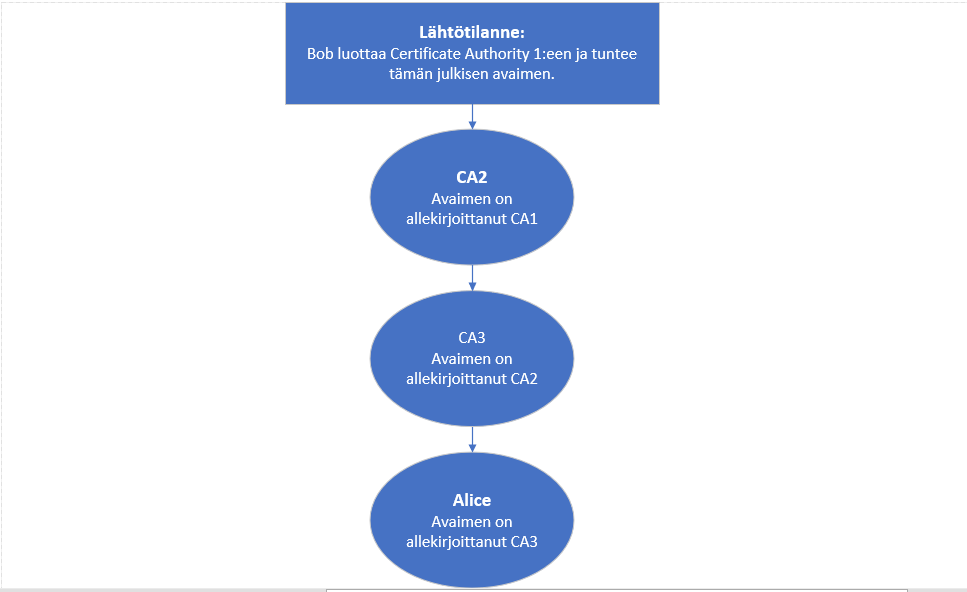 Lähtötilanne:
Bob luottaa Certificate Authority 1:een ja tuntee
tämän julkisen avaimen.
CA2
Avaimen on
allekirjoittanut CA1
CA3
Avaimen on
allekirjoittanut CA2
Alice
Avaimen on
allekirjoittanut CA3